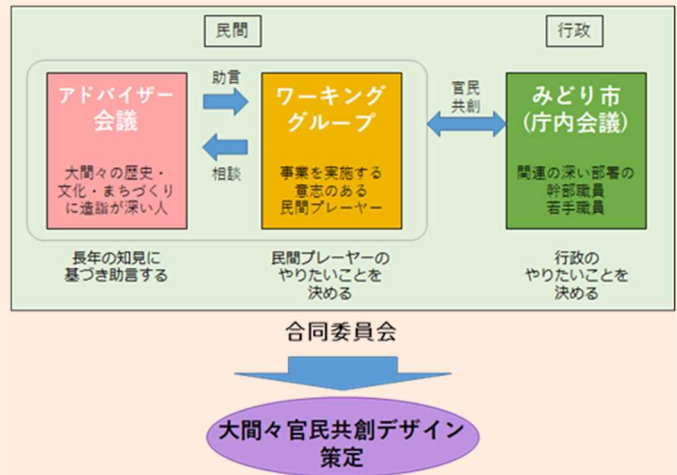 民間
行政
アドバイザー
会議
大間々の歴史・
文化・まちづくり
に造詣が深い人
助言
相談
ワーキング
グループ
事業を実施する
意志のある
民間プレーヤー
官民
共創
みどり市
(庁内会議)
関連の深い部署の
幹部職員
若手職員
長年の知見に
基づき助言する
民間プレーヤーの
やりたいことを
決める
行政の
やりたいことを
決める
合同委員会
大間々官民共創デザイン
策定